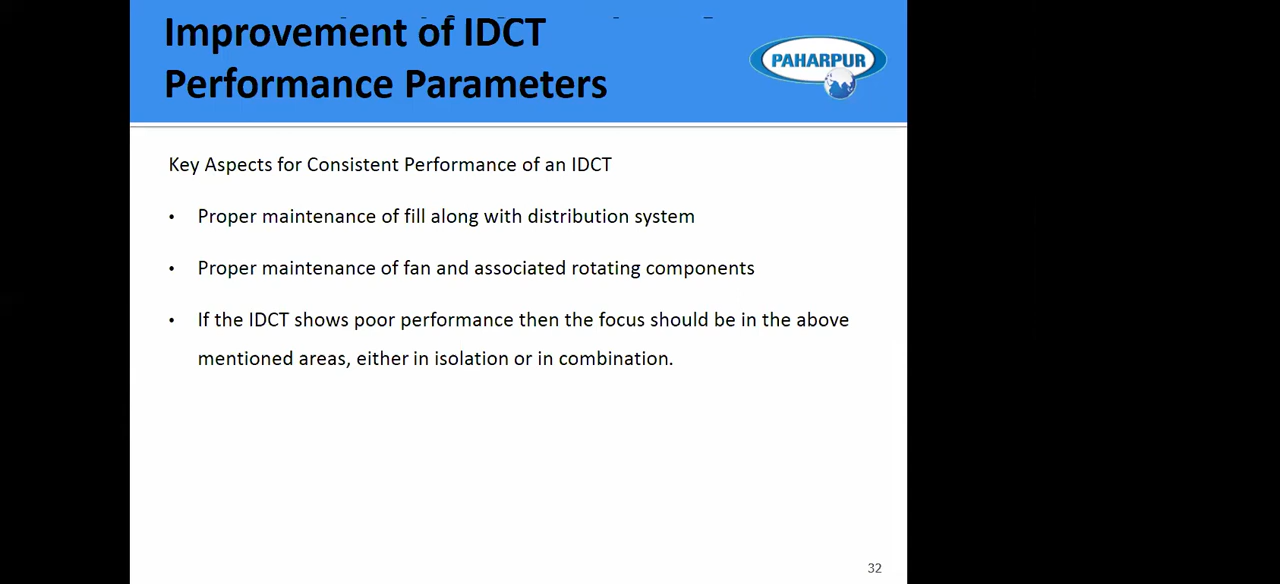 Improvement of IDCT
Performance Parameters
PAHARPUR
Key Aspects for Consistent Performance of an IDCT
• Proper maintenance of fill along with distribution system
• Proper maintenance of fan and associated rotating components
• If the IDCT shows poor performance then the focus should be in the above
mentioned areas, either in isolation or in combination.
32